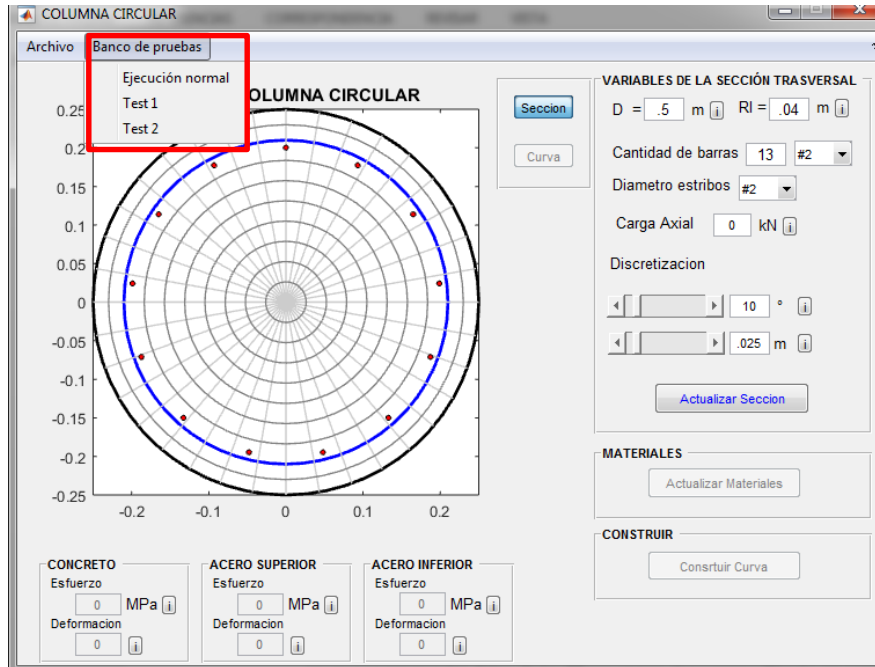 COLUMNA CIRCULAR
Archivo Banco de pruebas
Ejecución normal
Test 1
Test 2
OLUMNA CIRCULAR
0.25
0.2
0.15
0.1
0.05
0
-0.05
-0.1
-0.15
-0.2
-0.25
-0.2 -0.1 0 0.1 0.2
Seccion
Curva
VARIABLES DE LA SECCIÓN TRASVERSAL
D = .5 m i RI = .04 m i
Cantidad de barras 13 #2
Diametro estribos #2
Carga Axial 0 kN i
Discretizacion
10 ° i
.025 m i
Actualizar Seccion
MATERIALES
Actualizar Materiales
CONSTRUIR
Consrtuir Curva
CONCRETO
Esfuerzo
0 MPa i
Deformacion
0 i
ACERO SUPERIOR
Esfuerzo
0 MPa i
Deformacion
0 i
ACERO INFERIOR
Esfuerzo
0 MPa i
Deformacion
0 i